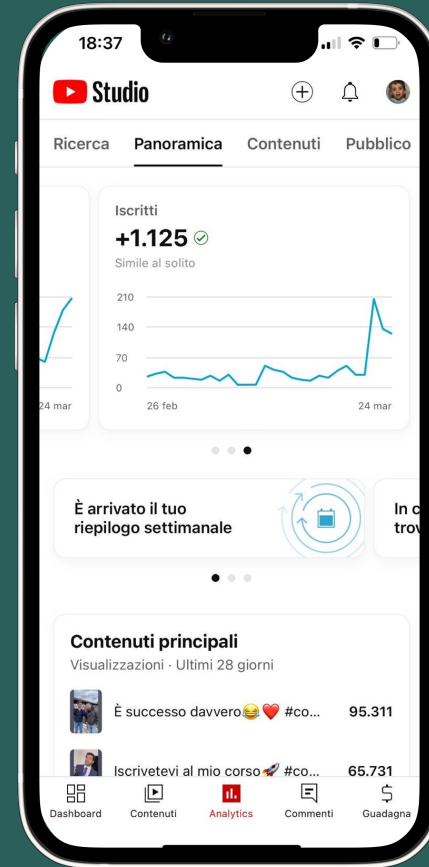 18:37
Studio
Ricerca Panoramica Contenuti Pubblico
Iscritti
+1.125
Simile al solito
210
140
70
0
24 mar
26 feb 24 mar
È arrivato il tuo
riepilogo settimanale
In c
trov
Contenuti principali
Visualizzazioni · Ultimi 28 giorni
È successo davvero😂❤️ #co... 95.311
Iscrivetevi al mio corso🚀 #co... 65.731
Dashboard Contenuti Analytics Commenti Guadagna